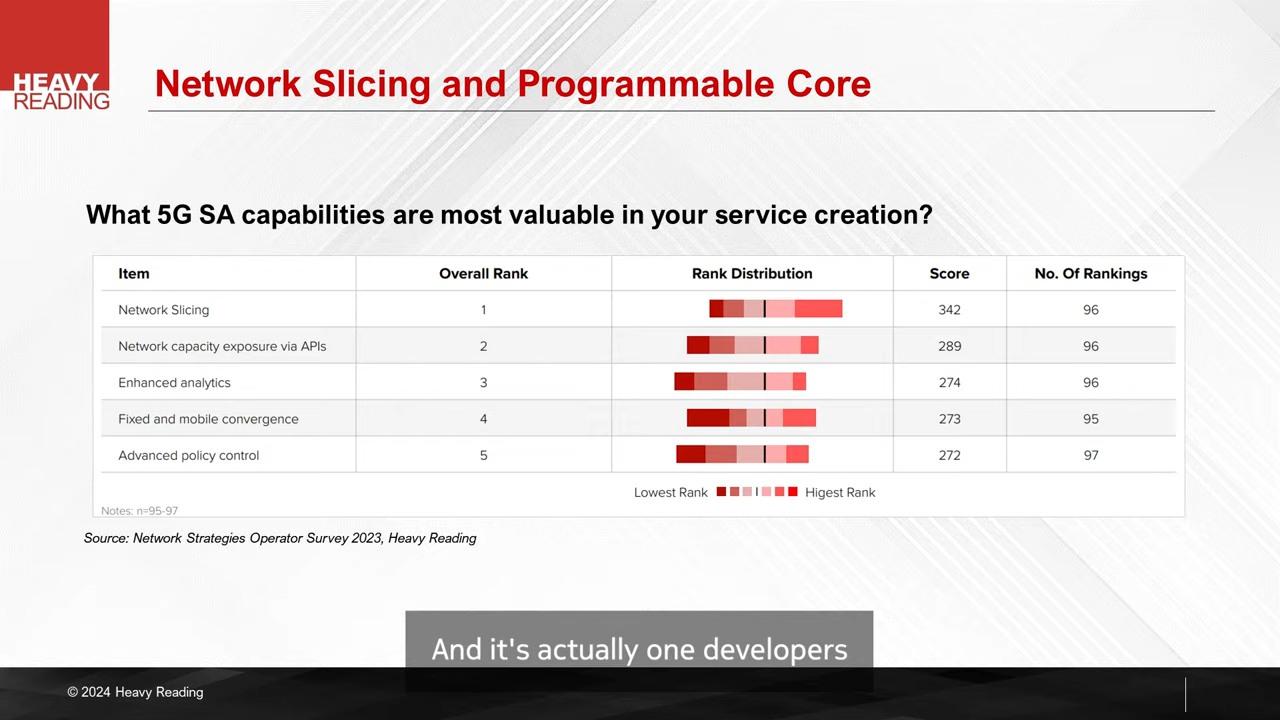 HEAVY
READING
Network Slicing and Programmable Core
What 5G SA capabilities are most valuable in your service creation?
Item Overall Rank Rank Distribution Score No. Of Rankings
Network Slicing 1 342 96
Network capacity exposure via APIs 2 289 96
Enhanced analytics 3 274 96
Fixed and mobile convergence 4 273 95
Advanced policy control 5 272 97
Lowest Rank Higest Rank
Notes: n=95-97
Source: Network Strategies Operator Survey 2023, Heavy Reading
And it's actually one developers
© 2024 Heavy Reading